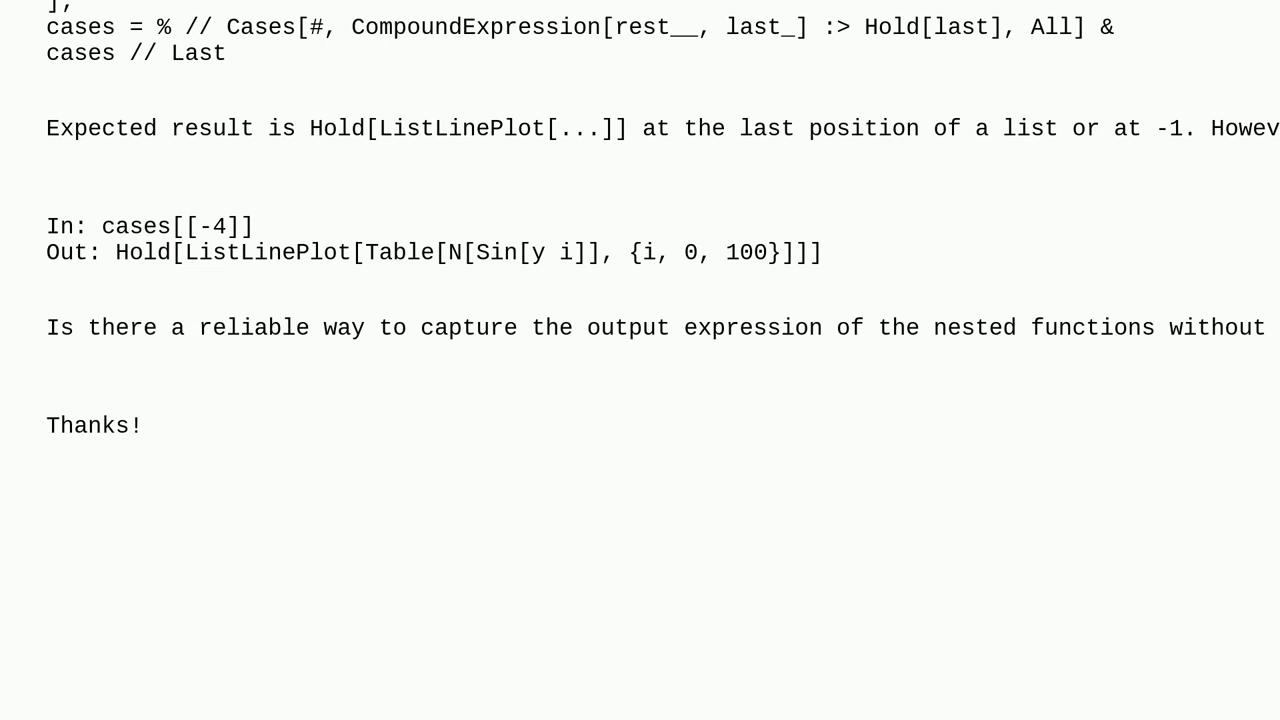 ];
cases = % // Cases[#, CompoundExpression[rest__, last_] :> Hold[last], All] &
cases // Last
Expected result is Hold[ListLinePlot[...]] at the last position of a list or at -1. Howev
In: cases[[-4]]
Out: Hold[ListLinePlot[Table[N[Sin[y i]], {i, 0, 100}]]]
Is there a reliable way to capture the output expression of the nested functions without
Thanks!